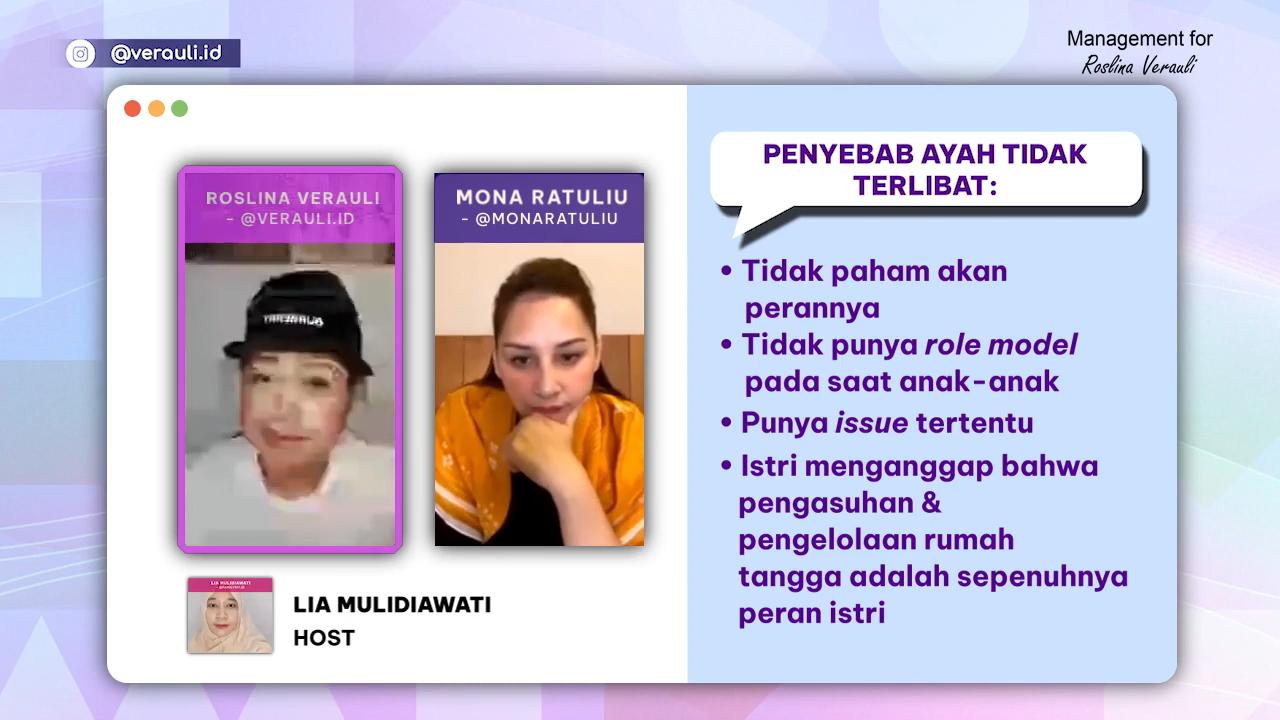 @verauli.id
Management for
Roslina Verauli
ROSLINA VERAULI
- @VERAULI.ID
MONA RATULIU
- @MONARATULIU
PENYEBAB AYAH TIDAK
TERLIBAT:
• Tidak paham akan
perannya
• Tidak punya role model
pada saat anak-anak
• Punya issue tertentu
• Istri menganggap bahwa
pengasuhan &
pengelolaan rumah
tangga adalah sepenuhnya
peran istri
LIA MULIDIAWATI
LIA MULIDIAWATI
HOST